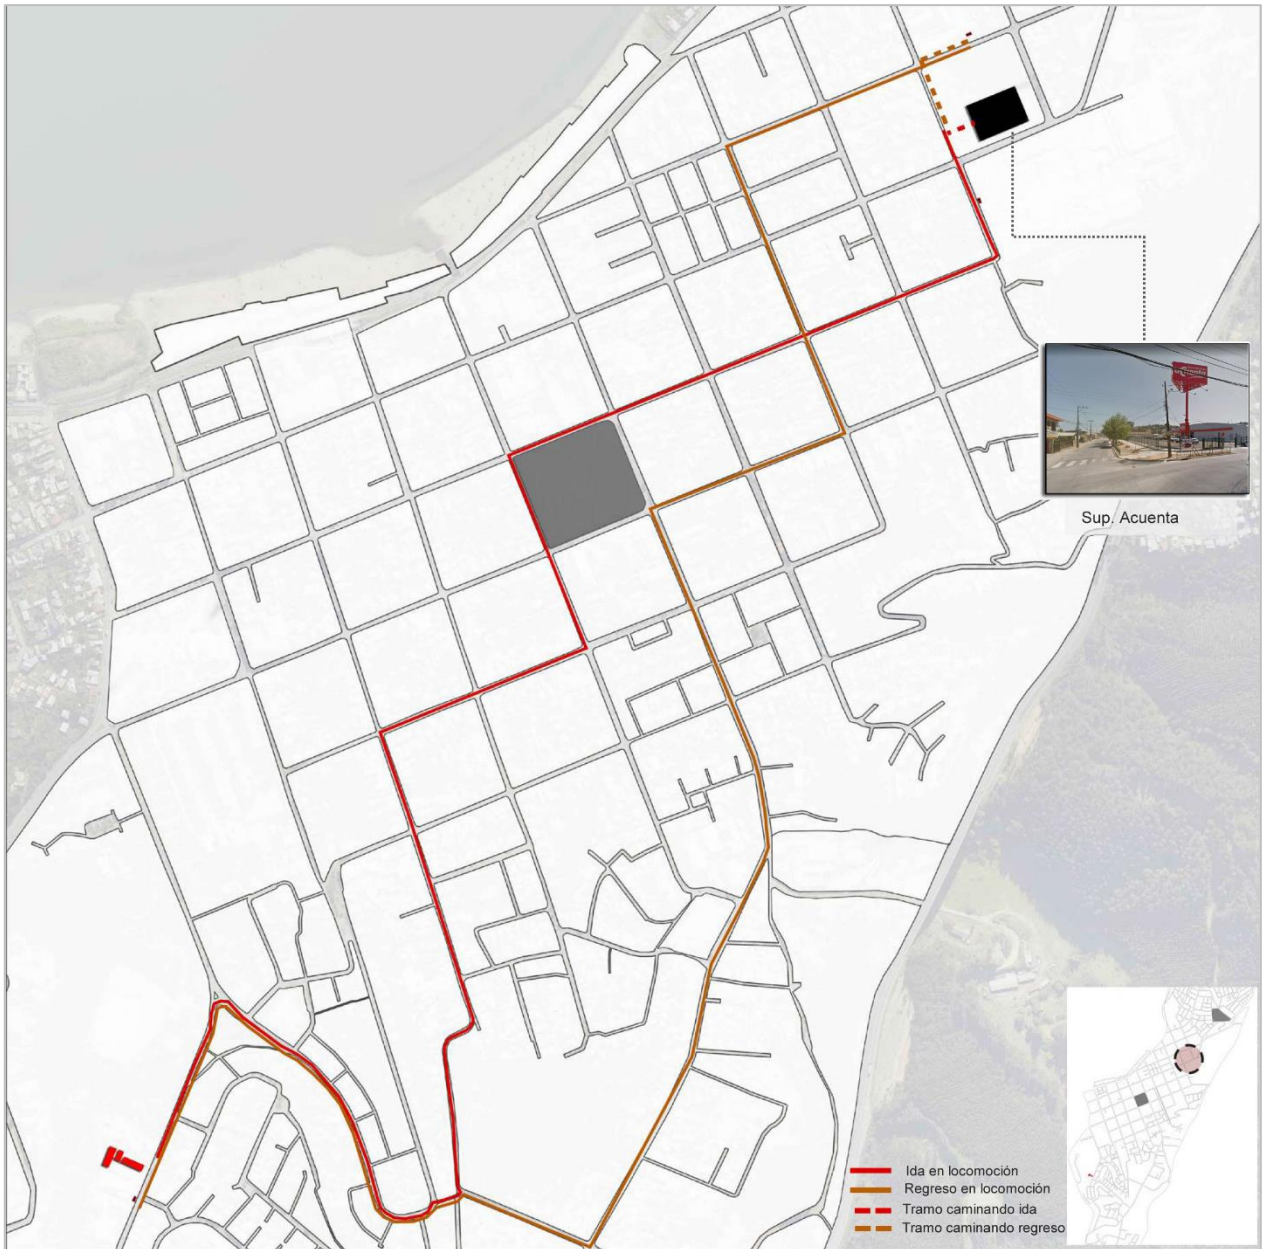 Sup. Acuenta
Ida en locomoción
Regreso en locomoción
Tramo caminando ida
Tramo caminando regreso